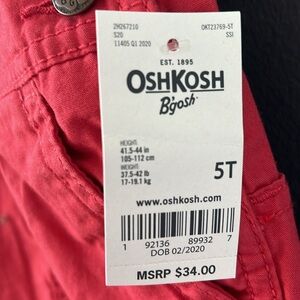 2H267210 OKT23769-5T
S20 SSI
11405 Q1 2020
EST. 1895
OSHKOSH
B'gosh
HEIGHT:
41.5-44 in
105-112 cm
WEIGHT:
37.5-42 lb
17-19.1 kg
5T
www.oshkosh.com
1 92136 89932 7
DOB 02/2020
MSRP $34.00